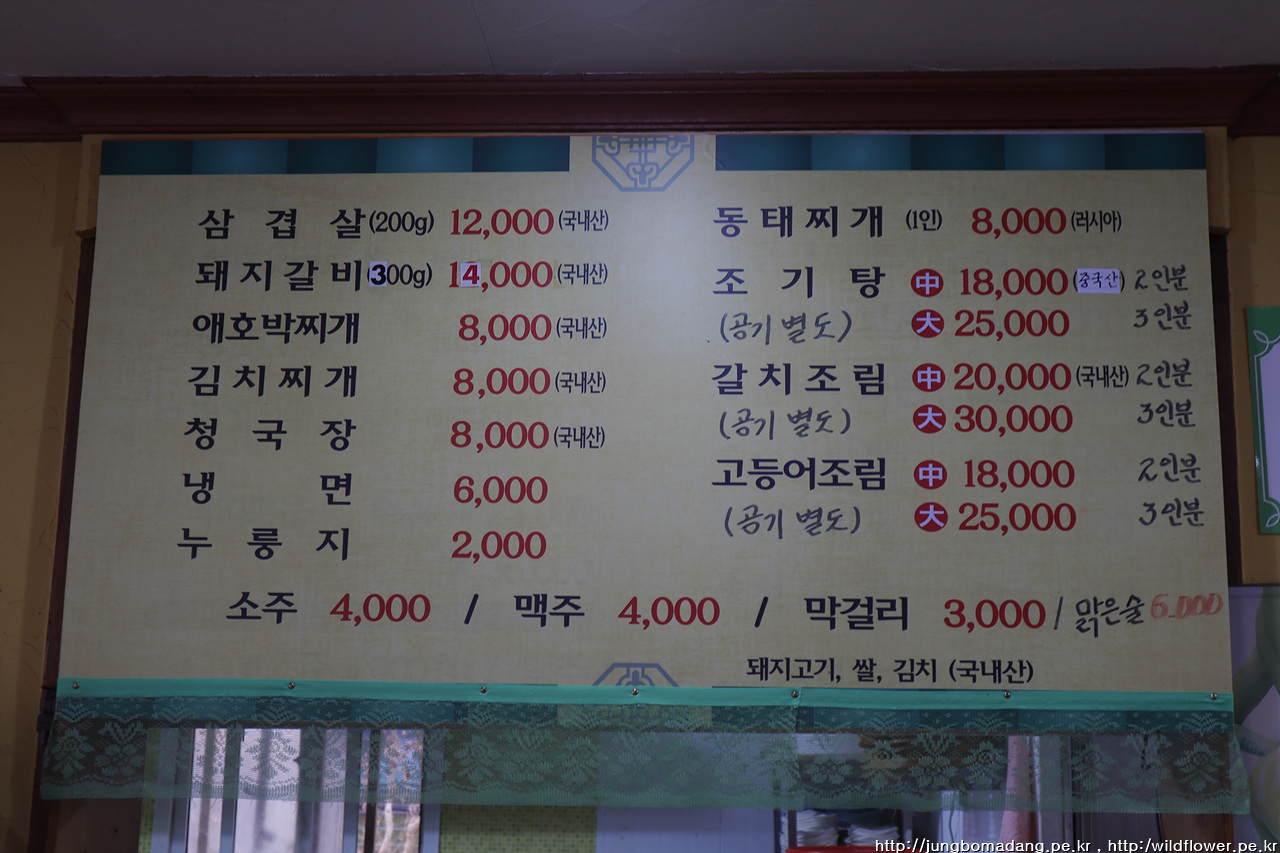 삼겹살(200g) 12,000(국내산)
돼지갈비(300g) 14,000(국내산)
애호박찌개 8,000(국내산)
김치찌개 8,000(국내산)
청국장 8,000(국내산)
냉면 6,000
누룽지 2,000
동태찌개 (1인) 8,000(러시아)
조기탕 中 18,000(중국산) 2인분
(공기 별도) 大 25,000 3인분
갈치조림 中 20,000(국내산) 2인분
(공기 별도) 大 30,000 3인분
고등어조림 中 18,000 2인분
(공기 별도) 大 25,000 3인분
소주 4,000 / 맥주 4,000 / 막걸리 3,000 / 맑은술 6.000
돼지고기, 쌀, 김치 (국내산)
http://jungbomadang.pe.kr , http:/wildflower.pe.kr